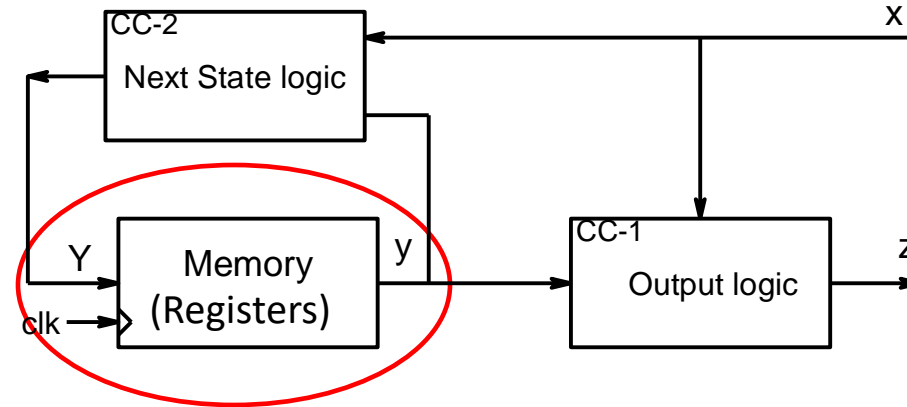 CC-2
x
Next State logic
Y
Memory
(Registers)
y
clk
CC-1
Output logic
z